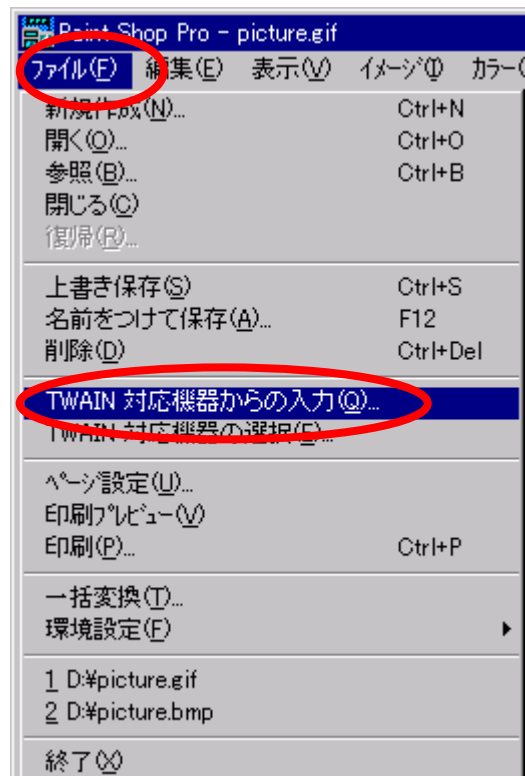 Paint Shop Pro - picture.gif
ファイル(F) 編集(E) 表示(V) イメージ(I) カラー(
新規作成(N)... Ctrl+N
開く(O)... Ctrl+O
参照(B)... Ctrl+B
閉じる(C)
復帰(R)...
上書き保存(S) Ctrl+S
名前をつけて保存(A)... F12
削除(D) Ctrl+Del
TWAIN 対応機器からの入力(Q)...
TWAIN 対応機器の選択(E)...
ページ設定(U)...
印刷プレビュー(V)
印刷(P)... Ctrl+P
一括変換(T)...
環境設定(F)
1 D:¥picture.gif
2 D:¥picture.bmp
終了(X)